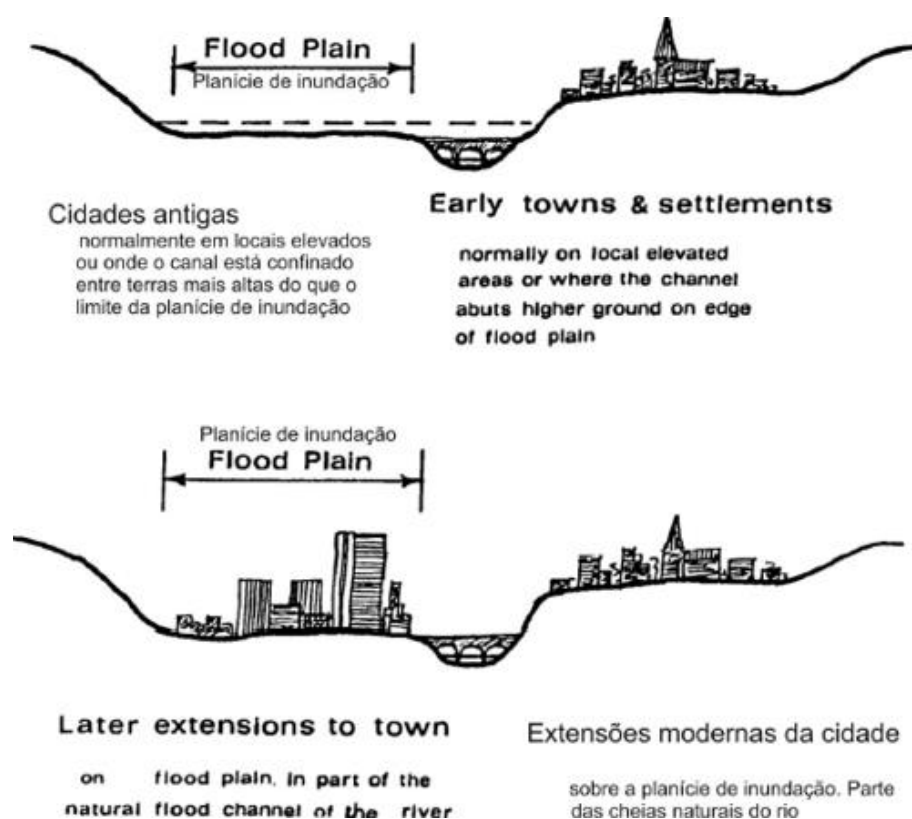 Flood Plain
Planície de inundação
Cidades antigas
normalmente em locais elevados
ou onde o canal está confinado
entre terras mais altas do que o
limite da planície de inundação
Early towns & settlements
normally on local elevated
areas or where the channel
abuts higher ground on edge
of flood plain
Planície de inundação
Flood Plain
Later extensions to town
on flood plain, in part of the
natural flood channel of the river
Extensões modernas da cidade
sobre a planície de inundação. Parte
das cheias naturais do rio